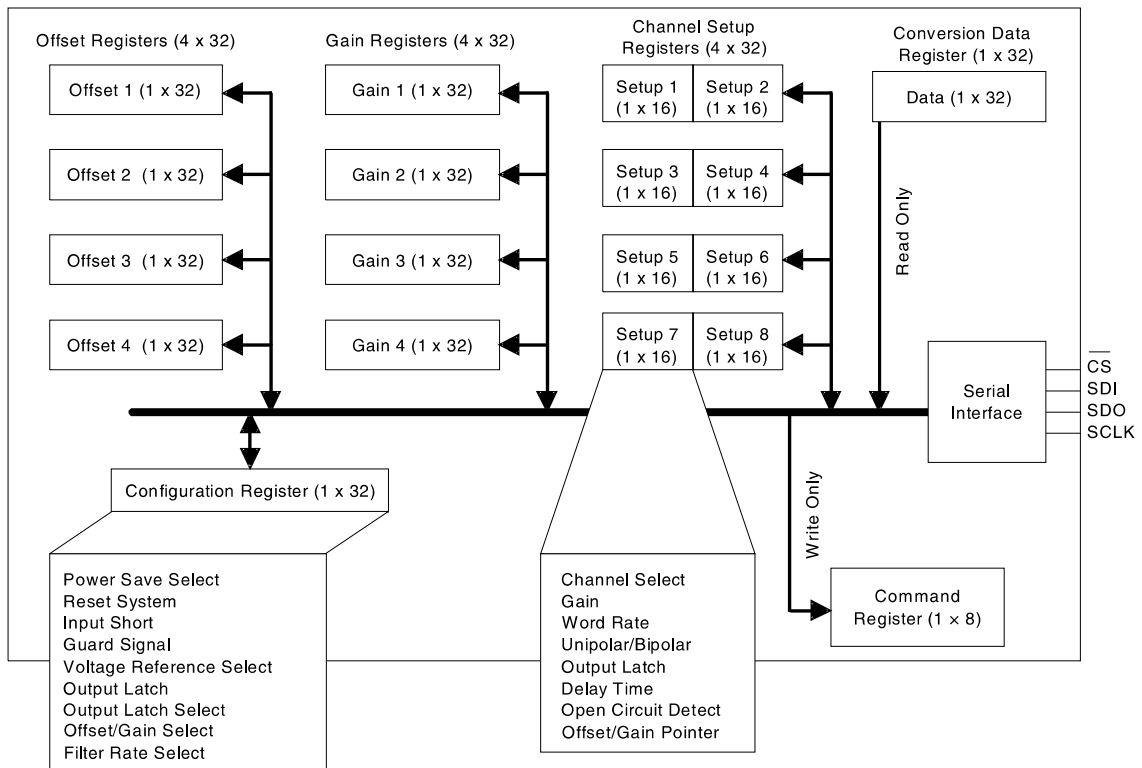 Offset Registers (4 x 32)
Offset 1 (1 x 32)
Offset 2 (1 x 32)
Offset 3 (1 x 32)
Offset 4 (1 x 32)
Gain Registers (4 x 32)
Gain 1 (1 x 32)
Gain 2 (1 x 32)
Gain 3 (1 x 32)
Gain 4 (1 x 32)
Channel Setup
Registers (4 x 32)
Setup 1
(1 x 16)
Setup 2
(1 x 16)
Setup 3
(1 x 16)
Setup 4
(1 x 16)
Setup 5
(1 x 16)
Setup 6
(1 x 16)
Setup 7
(1 x 16)
Setup 8
(1 x 16)
Conversion Data
Register (1 x 32)
Data (1 x 32)
Read Only
Serial
Interface
CS
SDI
SDO
SCLK
Configuration Register (1 x 32)
Power Save Select
Reset System
Input Short
Guard Signal
Voltage Reference Select
Output Latch
Output Latch Select
Offset/Gain Select
Filter Rate Select
Channel Select
Gain
Word Rate
Unipolar/Bipolar
Output Latch
Delay Time
Open Circuit Detect
Offset/Gain Pointer
Write Only
Command
Register (1 × 8)